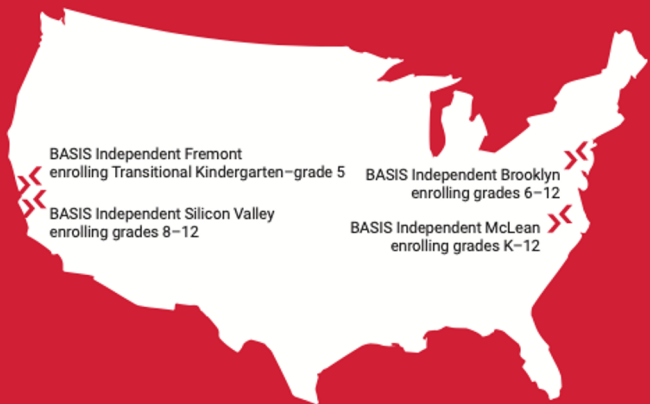 BASIS Independent Fremont
enrolling Transitional Kindergarten–grade 5
BASIS Independent Silicon Valley
enrolling grades 8–12
BASIS Independent Brooklyn
enrolling grades 6–12
BASIS Independent McLean
enrolling grades K–12